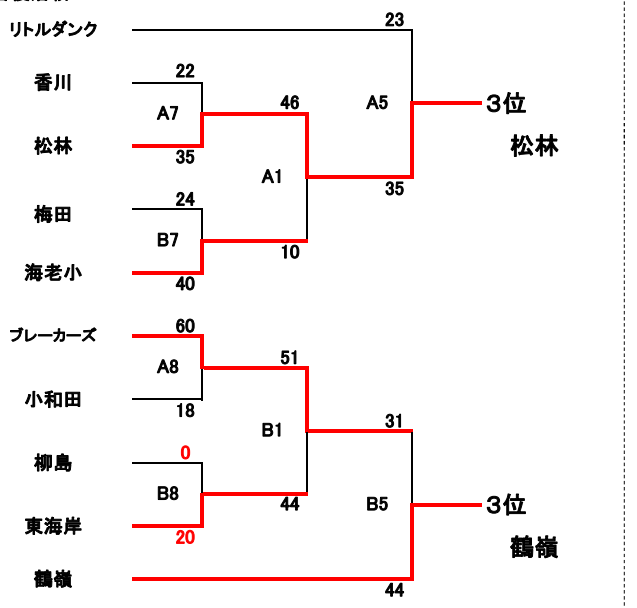 リトルダンク
23
香川
22
A7
松林
35
46
A5
3位
松林
A1
35
梅田
24
B7
海老小
40
10
ブレーカーズ
60
A8
小和田
18
51
B1
31
柳島
0
B8
東海岸
20
44
B5
3位
鶴嶺
鶴嶺
44